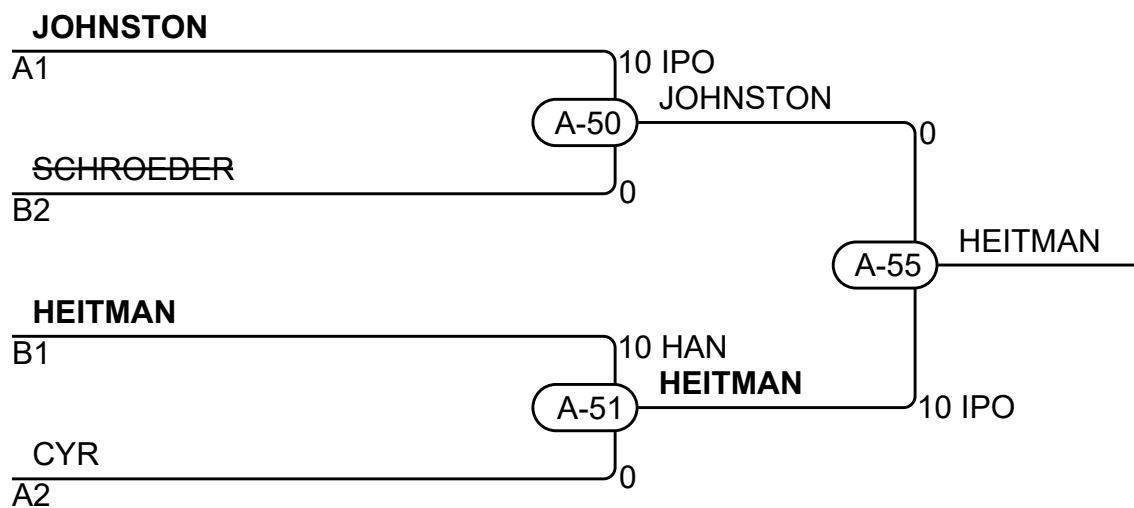 JOHNSTON
A1
10 IPO
JOHNSTON
A-50
0
SCHROEDER
B2
0
HEITMAN
A-55
HEITMAN
B1
10 HAN
HEITMAN
A-51
10 IPO
CYR
A2
0